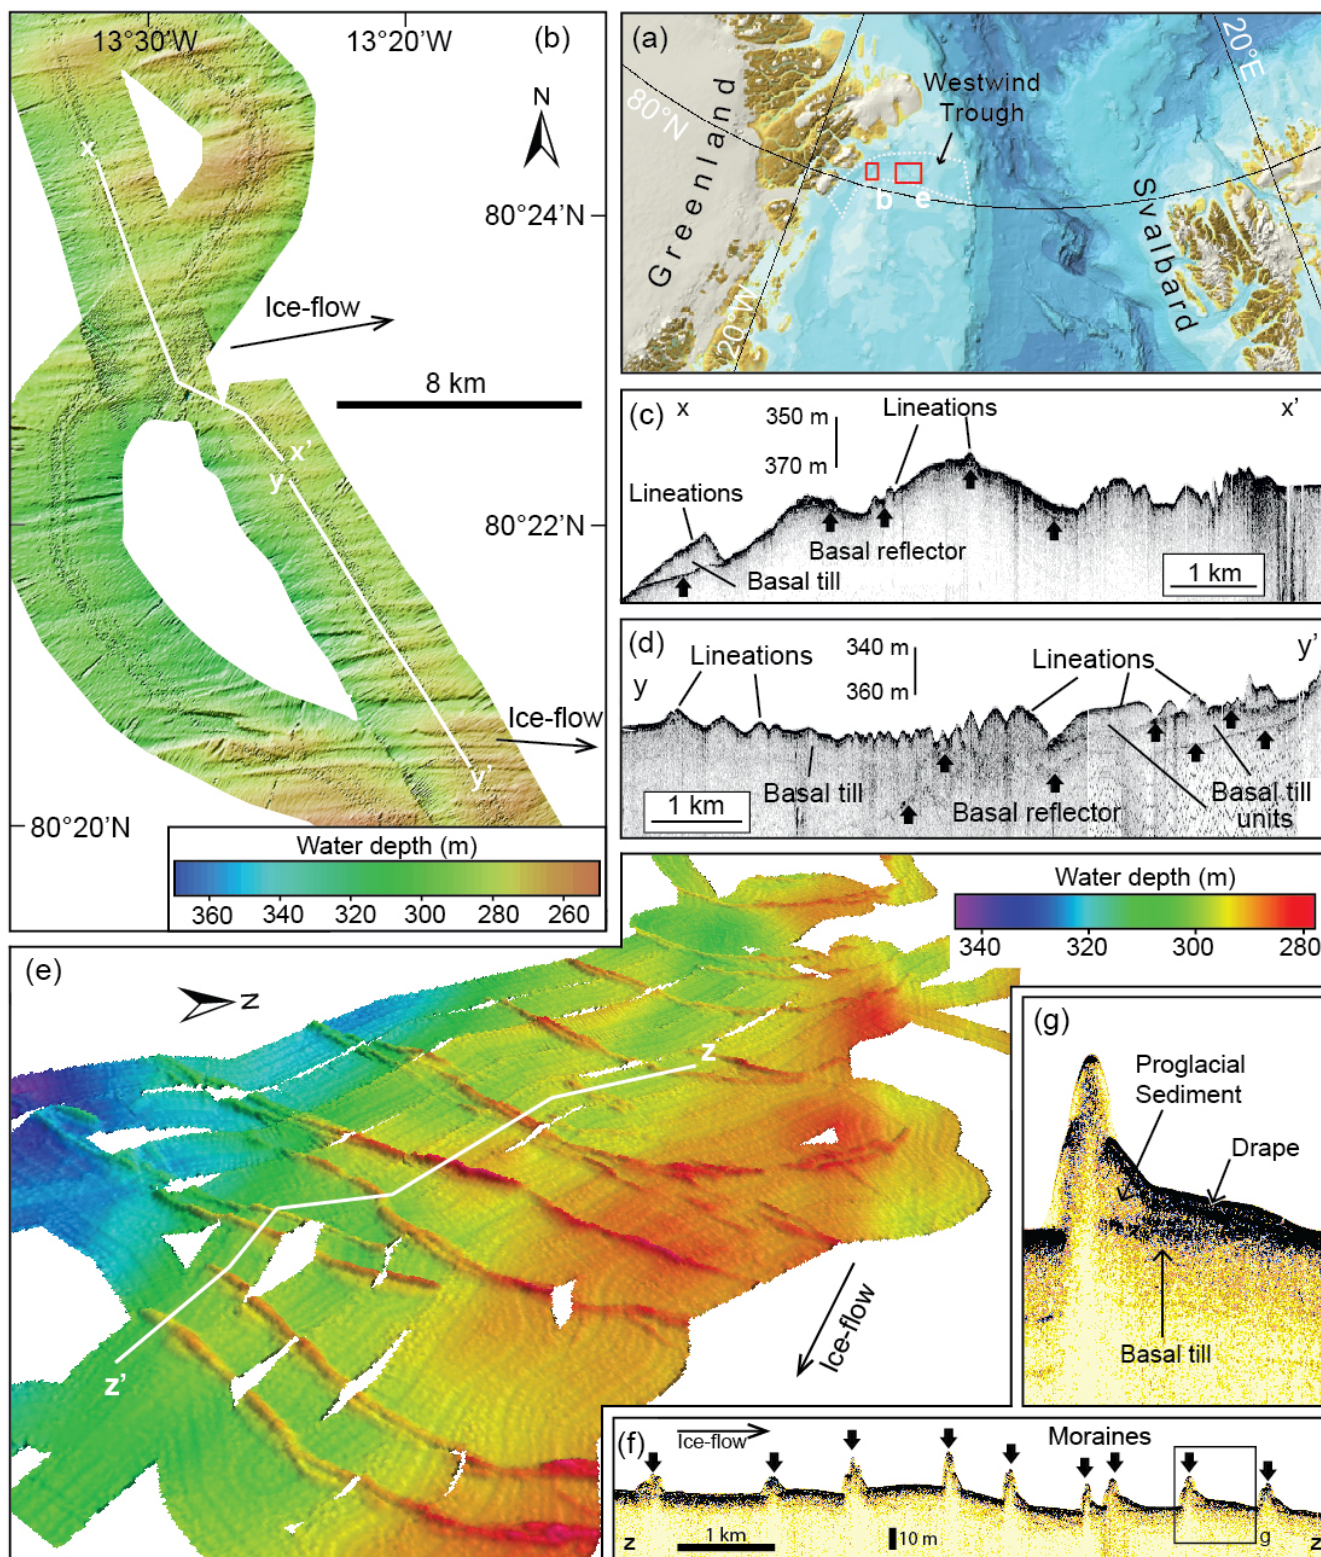 13°30'W
13°20'W
(b)
N
x
80°24'N
Ice-flow
8 km
x'
y
80°22'N
Ice-flow
y'
80°20'N
Water depth (m)
360 340 320 300 280 260
(a)
Westwind
Trough
20°E
80°N
Greenland
b
e
Svalbard
20°W
(c)
x
350 m
370 m
Lineations
x'
Lineations
Basal reflector
Basal till
1 km
(d)
y
Lineations
340 m
360 m
Lineations
y'
1 km
Basal till
Basal reflector
Basal till
units
Water depth (m)
340 320 300 280
(e)
N
z
z'
Ice-flow
(g)
Proglacial
Sediment
Drape
Basal till
(f)
Ice-flow
Moraines
z
1 km
10 m
g
z